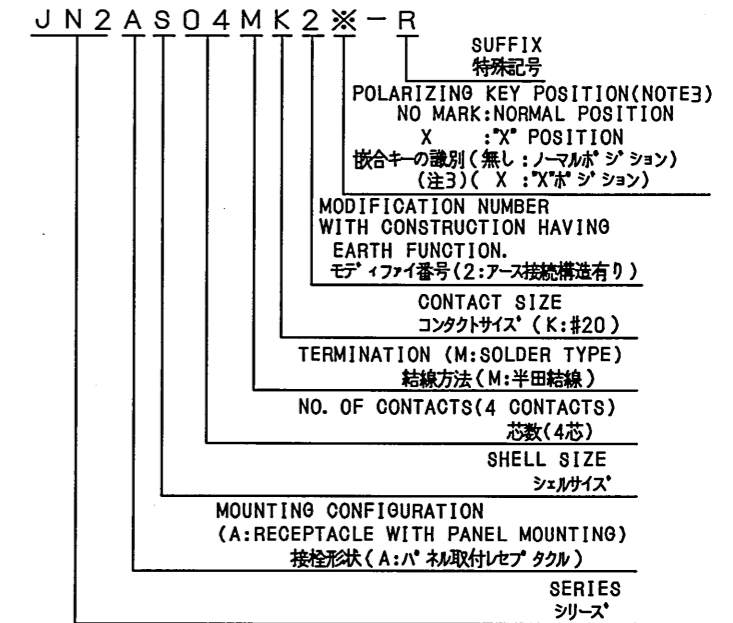 JN2AS04MK2※-R
SUFFIX
特殊記号
POLARIZING KEY POSITION(NOTE3)
NO MARK:NORMAL POSITION
X :"X" POSITION
嵌合キーの識別(無し:ノーマルポジション)
(注3)( X :"X"ポジション)
MODIFICATION NUMBER
WITH CONSTRUCTION HAVING
EARTH FUNCTION.
モディファイ番号(2:アース接続構造有り)
CONTACT SIZE
コンタクトサイズ(K:#20)
TERMINATION (M:SOLDER TYPE)
結線方法(M:半田結線)
NO. OF CONTACTS(4 CONTACTS)
芯数(4芯)
SHELL SIZE
シェルサイズ
MOUNTING CONFIGURATION
(A:RECEPTACLE WITH PANEL MOUNTING)
接栓形状(A:パネル取付レセプタクル)
SERIES
シリーズ